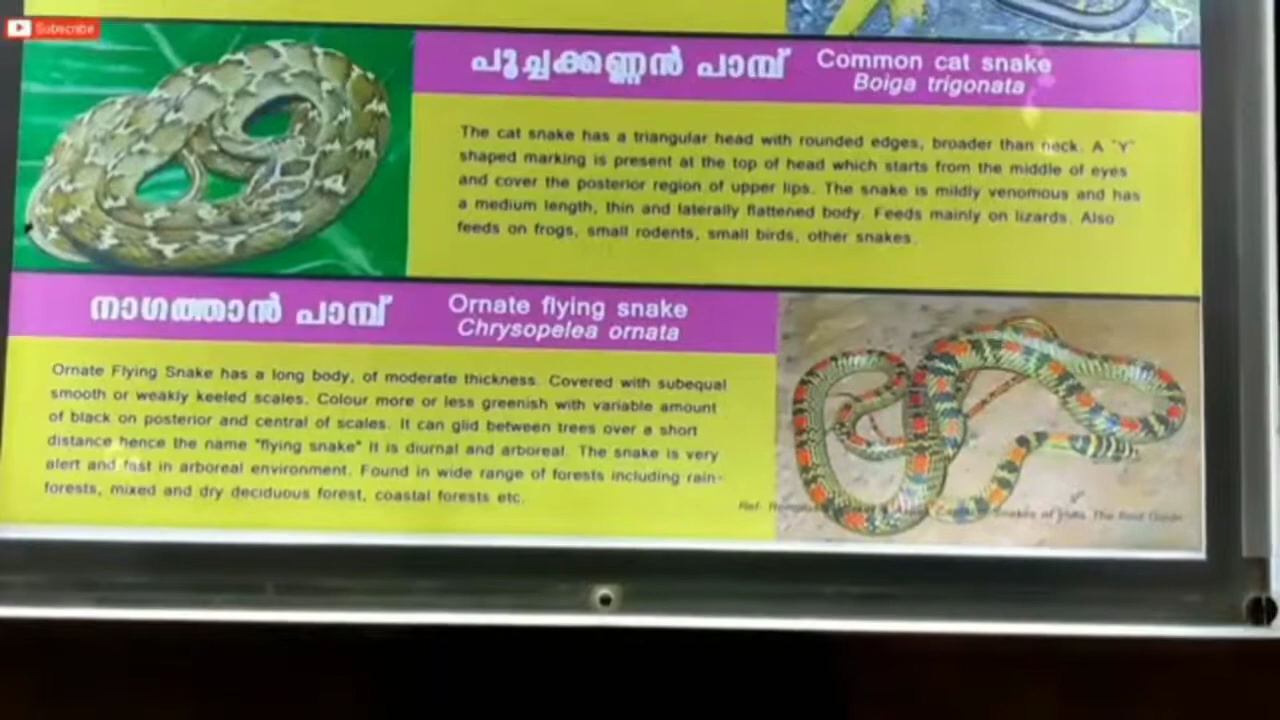 Subscribe
പൂച്ചക്കണ്ണൻ പാമ്പ്
Common cat snake
Boiga trigonata
The cat snake has a triangular head with rounded edges, broader than neck. A "Y"
shaped marking is present at the top of head which starts from the middle of eyes
and cover the posterior region of upper lips. The snake is mildly venomous and has
a medium length, thin and laterally flattened body. Feeds mainly on lizards. Also
feeds on frogs, small rodents, small birds, other snakes.
നാഗത്താൻ പാമ്പ്
Ornate flying snake
Chrysopelea ornata
Ornate Flying Snake has a long body, of moderate thickness. Covered with subequal
smooth or weakly keeled scales. Colour more or less greenish with variable amount
of black on posterior and central of scales. It can glid between trees over a short
distance hence the name "flying snake" It is diurnal and arboreal. The snake is very
alert and fast in arboreal environment. Found in wide range of forests including rain-
forests, mixed and dry deciduous forest, coastal forests etc.
Ref: Snakes of The Guide